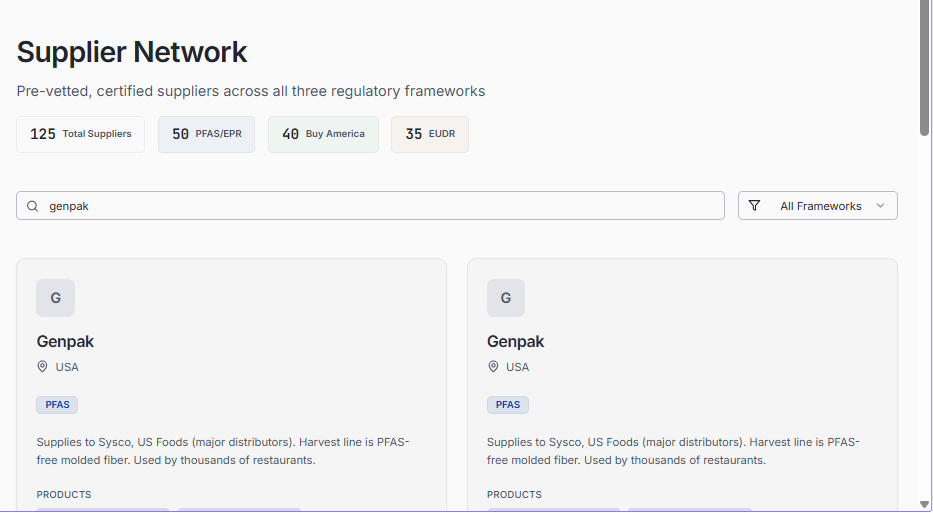 Supplier Network
Pre-vetted, certified suppliers across all three regulatory frameworks
125 Total Suppliers
50 PFAS/EPR
40 Buy America
35 EUDR
genpak
All Frameworks
G
Genpak
USA
PFAS
Supplies to Sysco, US Foods (major distributors). Harvest line is PFAS-
free molded fiber. Used by thousands of restaurants.
PRODUCTS
G
Genpak
USA
PFAS
Supplies to Sysco, US Foods (major distributors). Harvest line is PFAS-
free molded fiber. Used by thousands of restaurants.
PRODUCTS